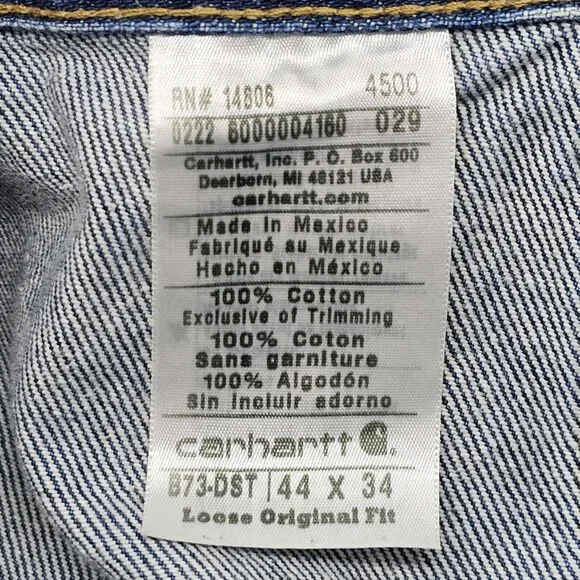 RN# 14806 4500
0222 6000004160 029
Carhartt, Inc. P. O. Box 600
Dearborn, MI 48121 USA
carhartt.com
Made in Mexico
Fabriqué au Mexique
Hecho en México
100% Cotton
Exclusive of Trimming
100% Coton
Sans garniture
100% Algodón
Sin incluir adorno
carhartt
B73-DST 44 X 34
Loose Original Fit